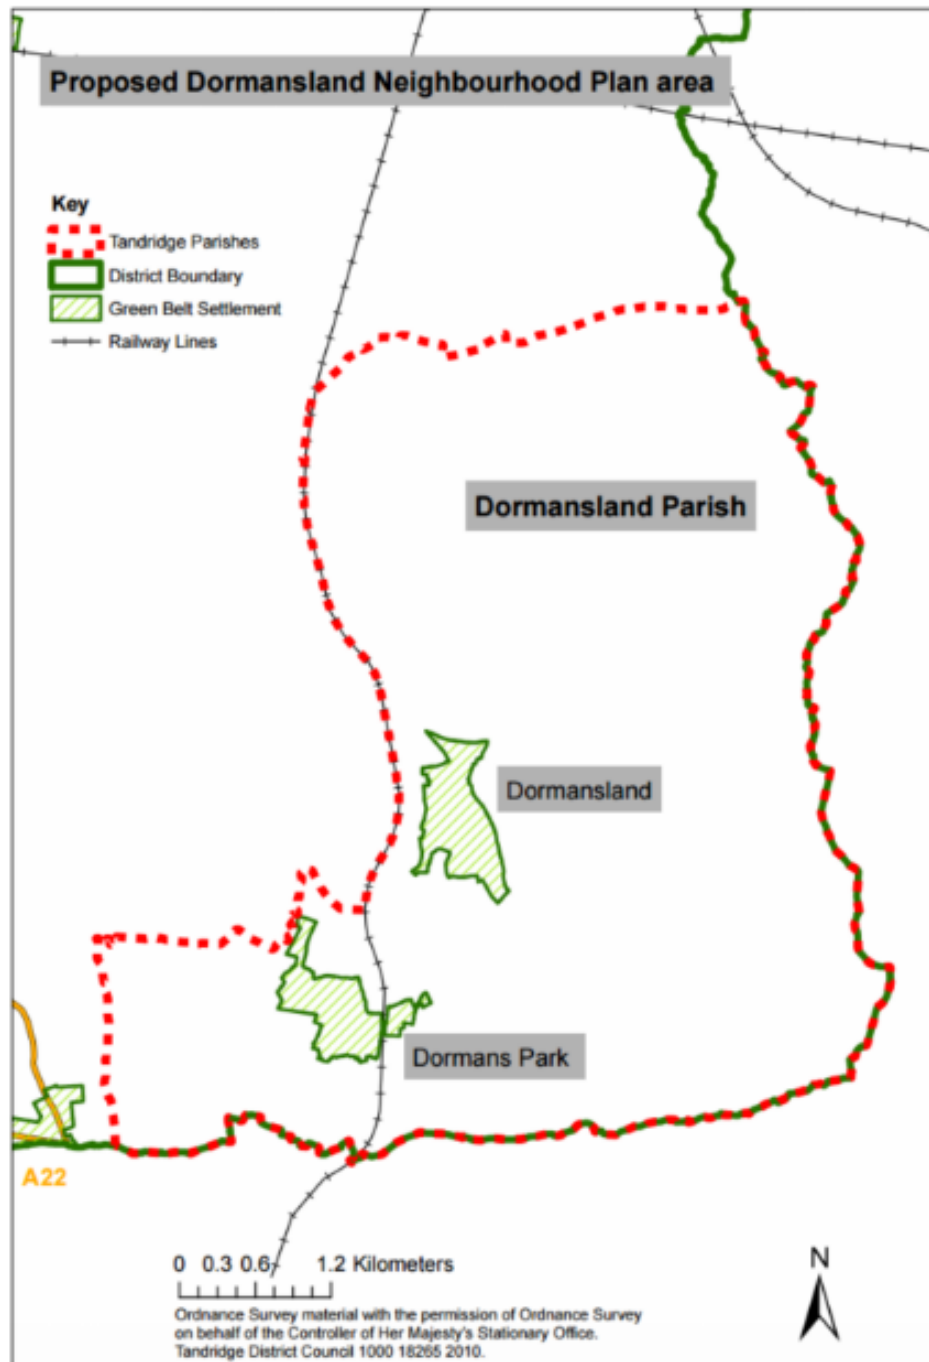 Proposed Dormansland Neighbourhood Plan area
Key
Tandridge Parishes
District Boundary
Green Belt Settlement
Railway Lines
Dormansland Parish
Dormansland
Dormans Park
A22
0 0.3 0.6 1.2 Kilometers
N
Ordnance Survey material with the permission of Ordnance Survey
on behalf of the Controller of Her Majesty's Stationary Office.
Tandridge District Council 1000 18265 2010.